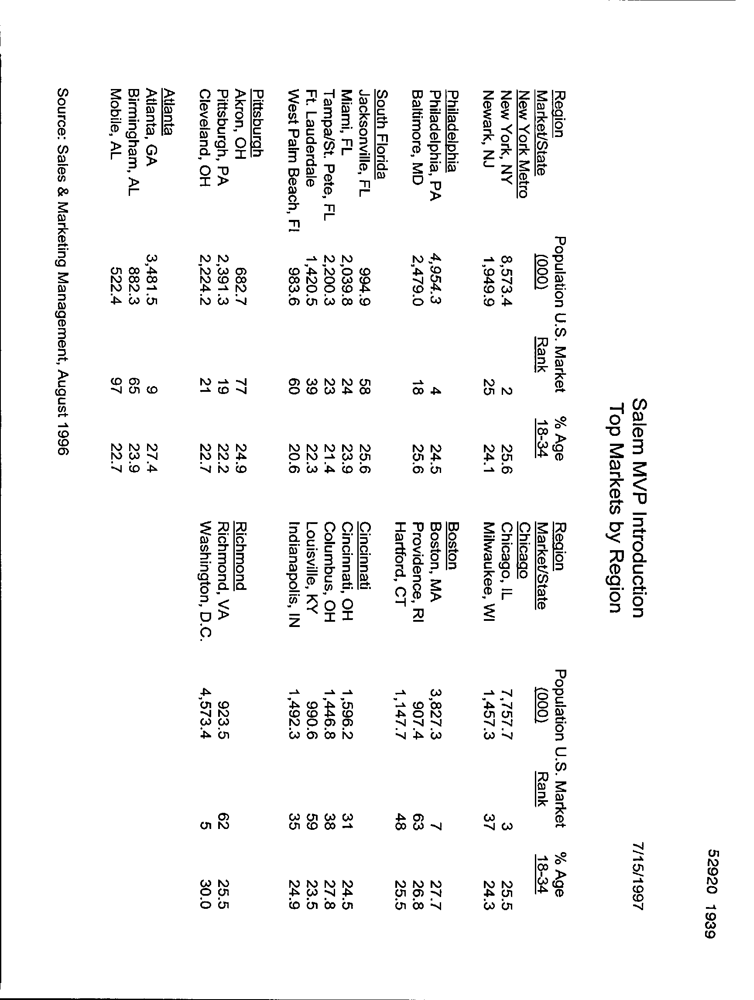 52920 1939
7/15/1997
Salem MVP Introduction
Top Markets by Region
Region Population U.S. Market % Age Region Population U.S. Market % Age
Market/State (000) Rank 18-34 Market/State (000) Rank 18-34
New York Metro Chicago
New York, NY 8,573.4 2 25.6 Chicago, IL 7,757.7 3 25.5
Newark, NJ 1,949.9 25 24.1 Milwaukee, WI 1,457.3 37 24.3
Philadelphia Boston
Philadelphia, PA 4,954.3 4 24.5 Boston, MA 3,827.3 7 27.7
Baltimore, MD 2,479.0 18 25.6 Providence, RI 907.4 63 26.8
Hartford, CT 1,147.7 48 25.5
South Florida Cincinnati
Jacksonville, FL 994.9 58 25.6
Miami, FL 2,039.8 24 23.9 Cincinnati, OH 1,596.2 31 24.5
Tampa/St. Pete, FL 2,200.3 23 21.4 Columbus, OH 1,446.8 38 27.8
Ft. Lauderdale 1,420.5 39 22.3 Louisville, KY 990.6 59 23.5
West Palm Beach, Fl 983.6 60 20.6 Indianapolis, IN 1,492.3 35 24.9
Pittsburgh
Akron, OH 682.7 77 24.9 Richmond
Pittsburgh, PA 2,391.3 19 22.2 Richmond, VA 923.5 62 25.5
Cleveland, OH 2,224.2 21 22.7 Washington, D.C. 4,573.4 5 30.0
Atlanta
Atlanta, GA 3,481.5 9 27.4
Birmingham, AL 882.3 65 23.9
Mobile, AL 522.4 97 22.7
Source: Sales & Marketing Management, August 1996